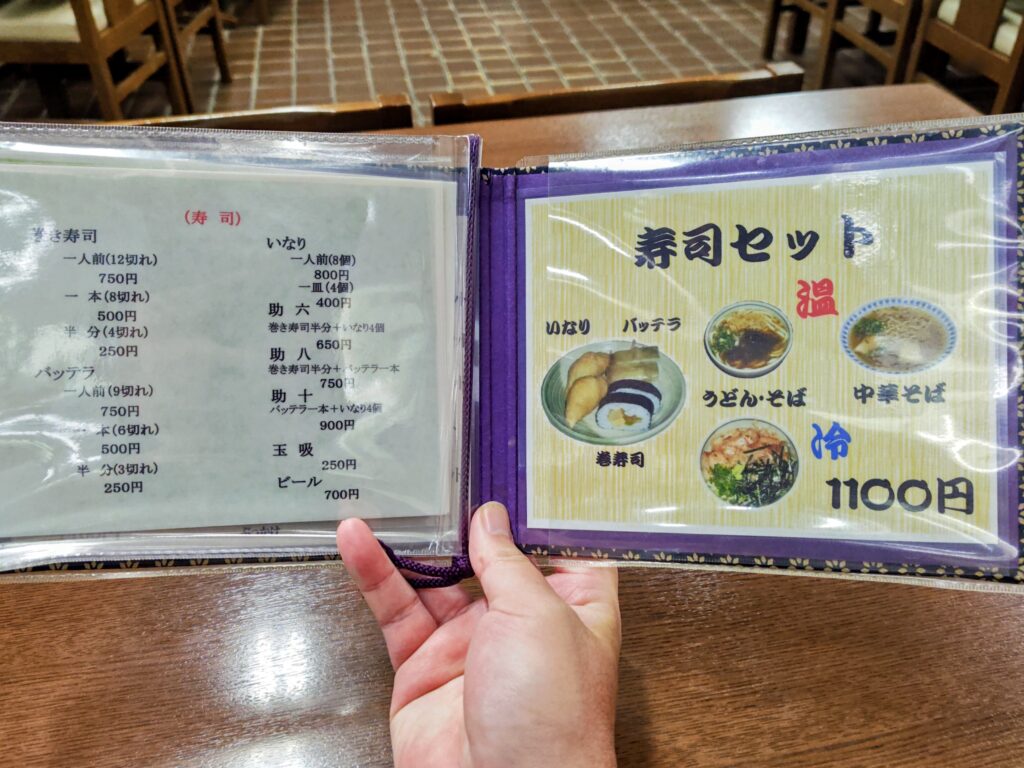 (寿 司)
巻き寿司
一人前(12切れ)
750円
一 本(8切れ)
500円
半 分(4切れ)
250円
バッテラ
一人前(9切れ)
750円
本(6切れ)
500円
半 分(3切れ)
250円
いなり
一人前(8個)
800円
一皿(4個)
400円
助 六
巻き寿司半分+いなり4個
650円
助 八
巻き寿司半分+バッテラ一本
750円
助 十
バッテラ一本+いなり4個
900円
玉 吸
250円
ビール
700円
寿司セット
温
いなり バッテラ
うどん・そば 中華そば
巻寿司
冷
1100円